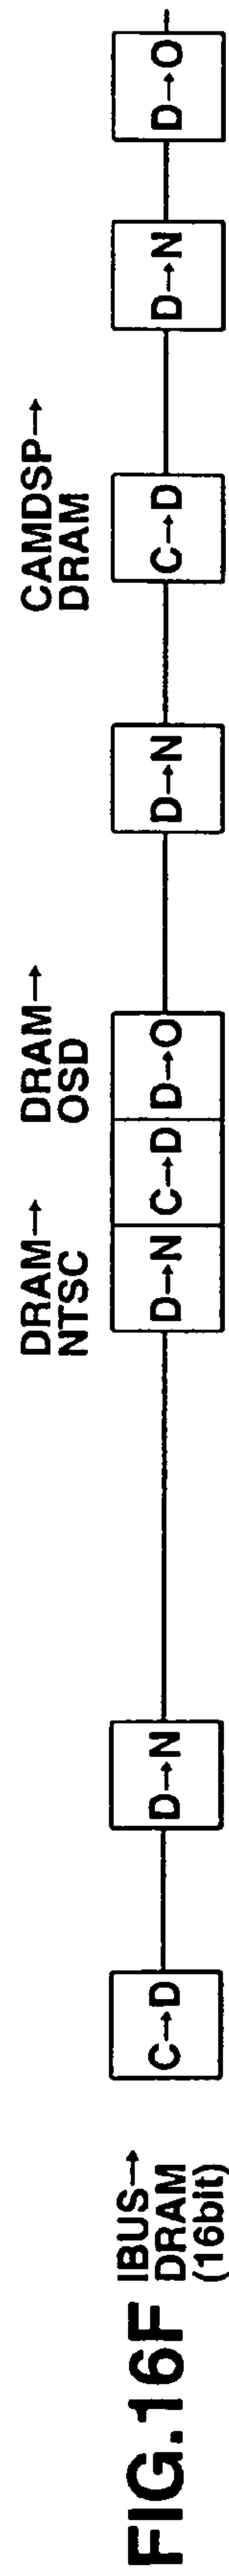 FIG.16F
IBUS→
DRAM
(16bit)
C→D
D→N
DRAM→
NTSC
D→N
C→D
DRAM→
OSD
D→O
D→N
CAMDSP→
DRAM
C→D
D→N
D→O